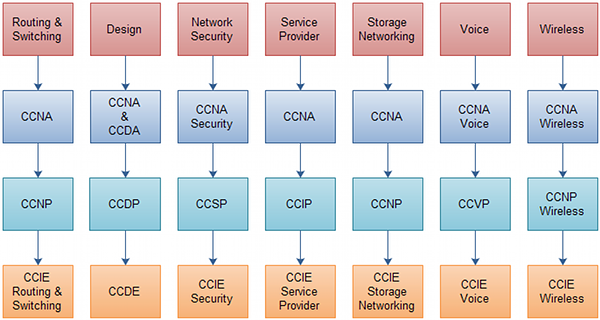 Routing &
Switching
Design
Network
Security
Service
Provider
Storage
Networking
Voice
Wireless
CCNA
CCNA
&
CCDA
CCNA
Security
CCNA
CCNA
CCNA
Voice
CCNA
Wireless
CCNP
CCDP
CCSP
CCIP
CCNP
CCVP
CCNP
Wireless
CCIE
Routing &
Switching
CCDE
CCIE
Security
CCIE
Service
Provider
CCIE
Storage
Networking
CCIE
Voice
CCIE
Wireless